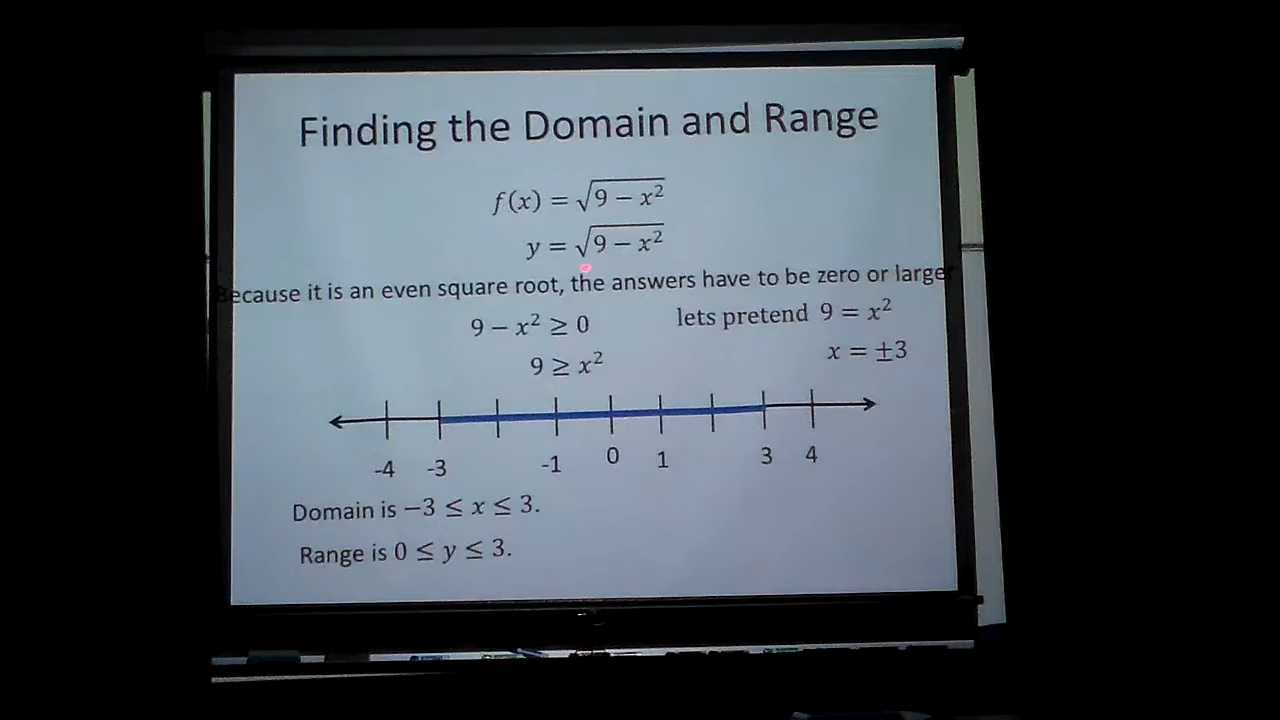 Finding the Domain and Range
f(x) = √9 − x²
y = √9 − x²
Because it is an even square root, the answers have to be zero or larger
9 − x² ≥ 0
lets pretend 9 = x²
9 ≥ x²
x = ±3
-4 -3 -1 0 1 3 4
Domain is −3 ≤ x ≤ 3.
Range is 0 ≤ y ≤ 3.